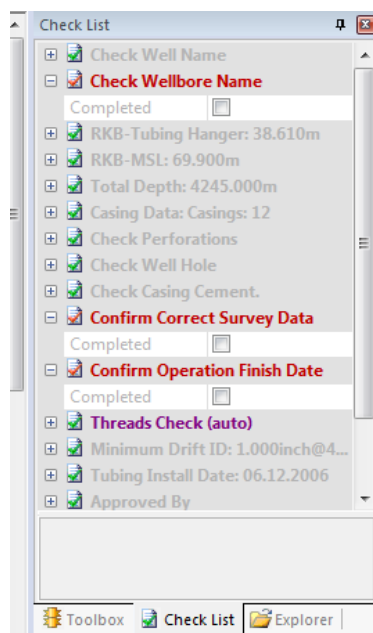 Check List
Check Well Name
Check Wellbore Name
Completed
RKB-Tubing Hanger: 38.610m
RKB-MSL: 69.900m
Total Depth: 4245.000m
Casing Data: Casings: 12
Check Perforations
Check Well Hole
Check Casing Cement.
Confirm Correct Survey Data
Completed
Confirm Operation Finish Date
Completed
Threads Check (auto)
Minimum Drift ID: 1.000inch@4...
Tubing Install Date: 06.12.2006
Approved By
Toolbox Check List Explorer